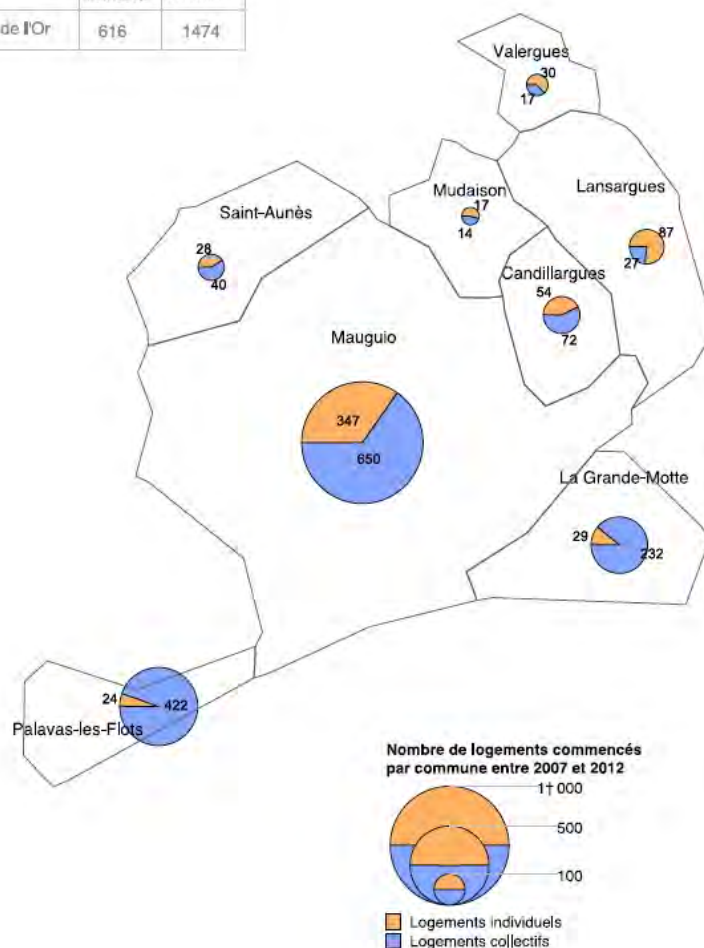 de l'Or 616 1474
Valergues
30
17
Mudaison
17
14
Lansargues
87
27
Saint-Aunès
28
40
Candillargues
54
72
Mauguio
347
650
La Grande-Motte
29
232
24
422
Palavas-les-Flots
Nombre de logements commencés
par commune entre 2007 et 2012
1† 000
500
100
Logements individuels
Logements collectifs